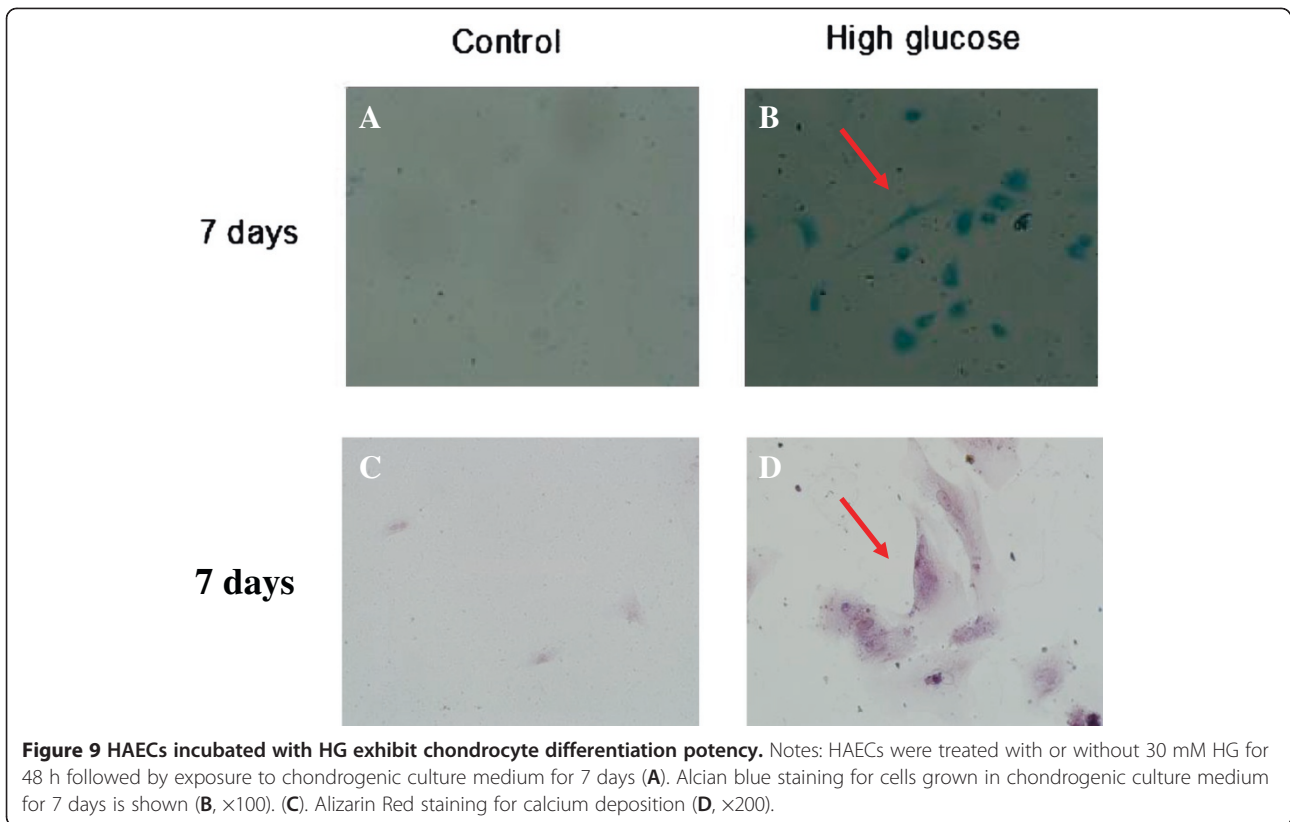 Control High glucose
A B
7 days
C D
7 days
Figure 9 HAECs incubated with HG exhibit chondrocyte differentiation potency. Notes: HAECs were treated with or without 30 mM HG for
48 h followed by exposure to chondrogenic culture medium for 7 days (A). Alcian blue staining for cells grown in chondrogenic culture medium
for 7 days is shown (B, ×100). (C). Alizarin Red staining for calcium deposition (D, ×200).